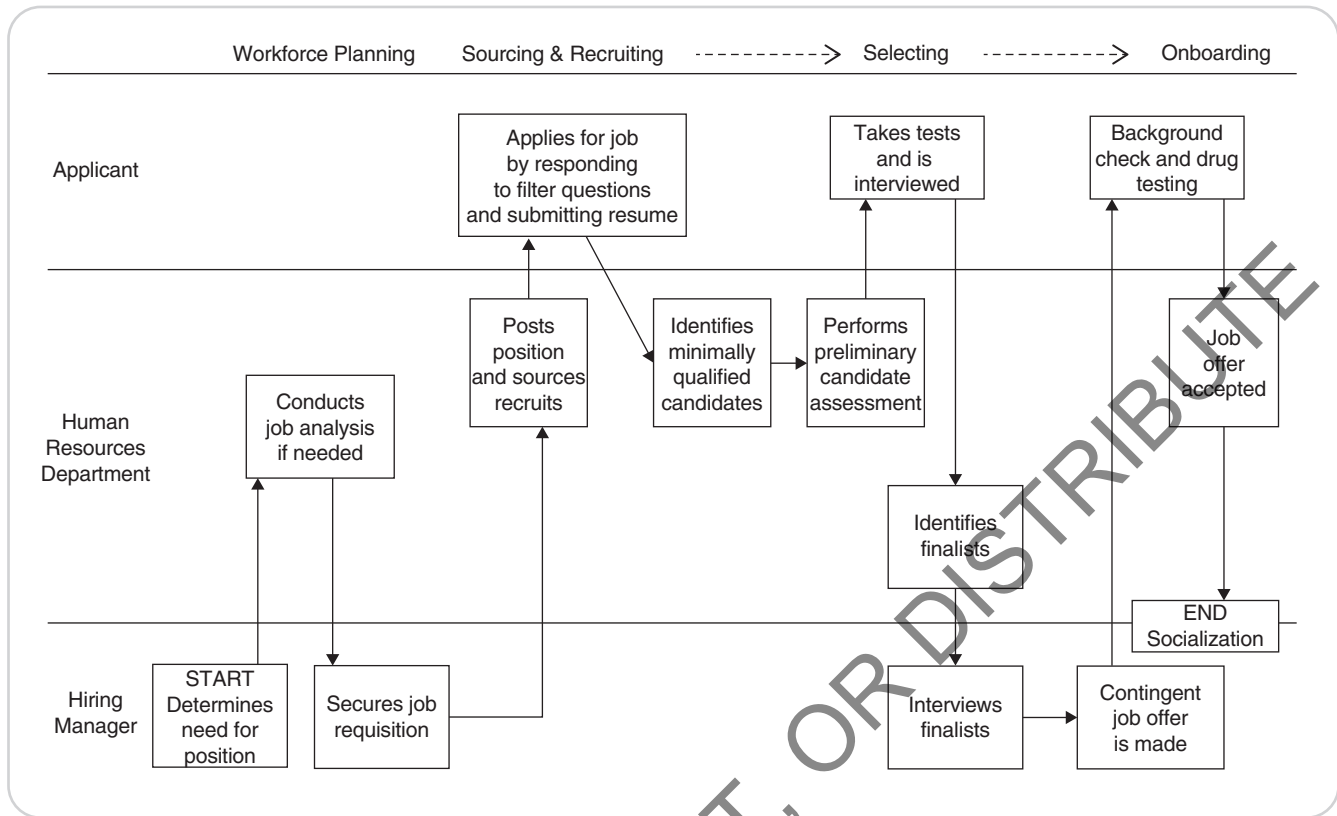 Workforce Planning
Sourcing & Recruiting
Selecting
Onboarding
Applicant
Applies for job
by responding
to filter questions
and submitting resume
Takes tests
and is
interviewed
Background
check and drug
testing
Human
Resources
Department
Conducts
job analysis
if needed
Posts
position
and sources
recruits
Identifies
minimally
qualified
candidates
Performs
preliminary
candidate
assessment
Job
offer
accepted
Identifies
finalists
END
Socialization
Hiring
Manager
START
Determines
need for
position
Secures job
requisition
Interviews
finalists
Contingent
job offer
is made
T, OR DISTRIBUTE